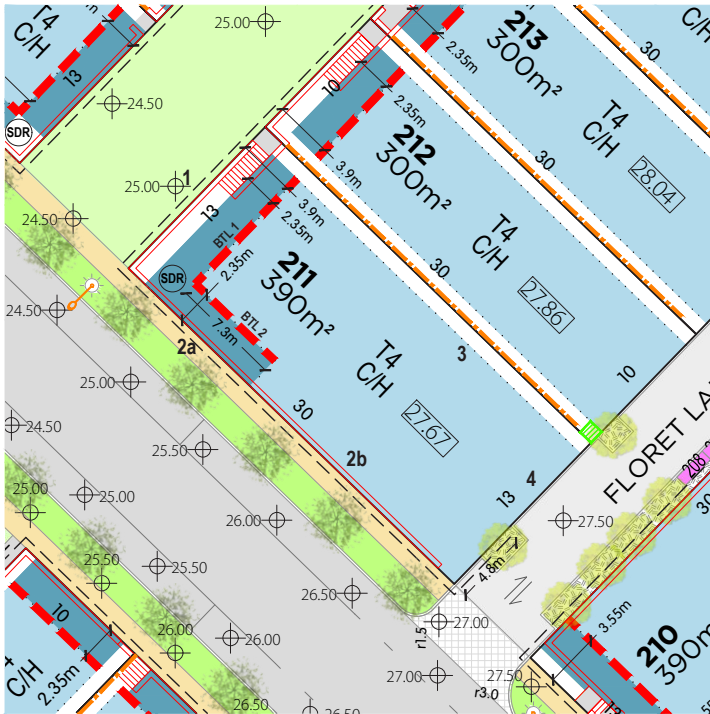 25.00
T4
C/H
213
300m²
2.35m
30
C/H
13
10
24.50
2.35m
T4
C/H
SDR
212
300m²
3.9m
30
28.04
25.00
1
13
3.9m
2.35m
T4
C/H
24.50
BTL 1
211
390m²
30
27.86
SDR
2.35m
24.50
7.3m
BTL 2
2a
T4
C/H
3
10
25.00
30
27.67
24.50
25.50
2b
4
FLORET LA
208
13
30
25.00
25.00
26.00
27.50
25.50
25.50
4.8m
26.50
10
26.00
26.00
r1.5
27.00
3.55m
210
390m
C/H
2.35m
27.00
27.50
r3.0
26.50
26.50